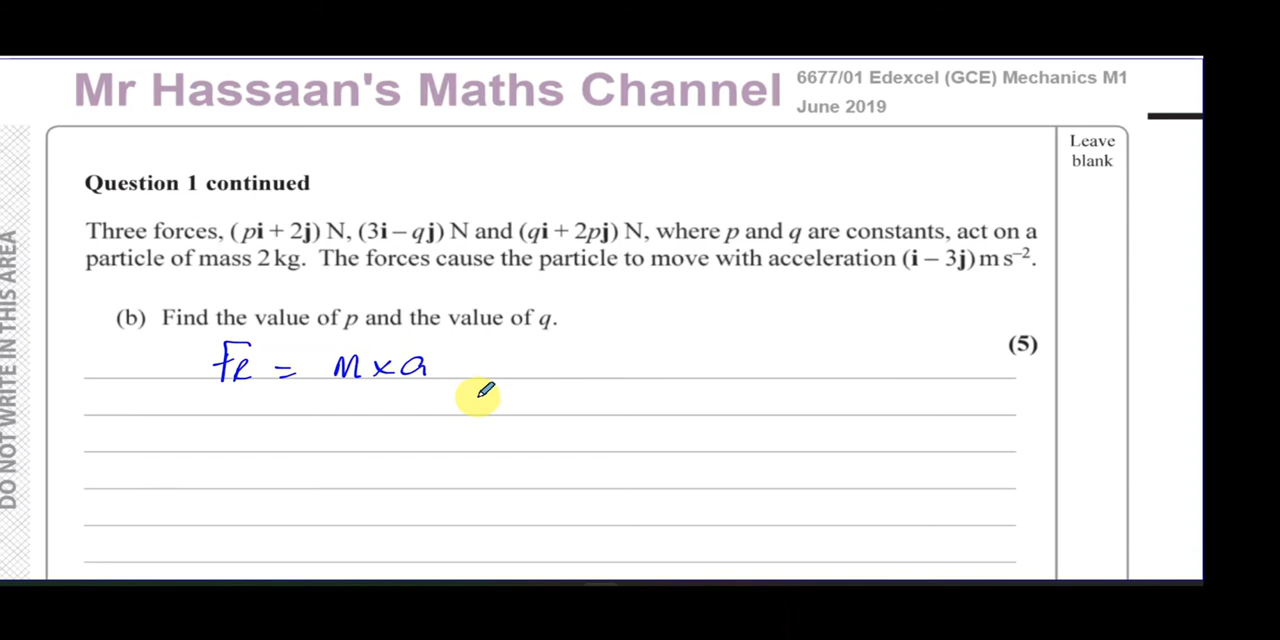 Mr Hassaan's Maths Channel
6677/01 Edexcel (GCE) Mechanics M1
June 2019
Leave
blank
Question 1 continued
Three forces, (pi + 2j) N, (3i – qj) N and (qi + 2pj) N, where p and q are constants, act on a
particle of mass 2 kg. The forces cause the particle to move with acceleration (i – 3j) m s⁻².
(b) Find the value of p and the value of q.
(5)
FR = M × a
DO NOT WRITE IN THIS AREA